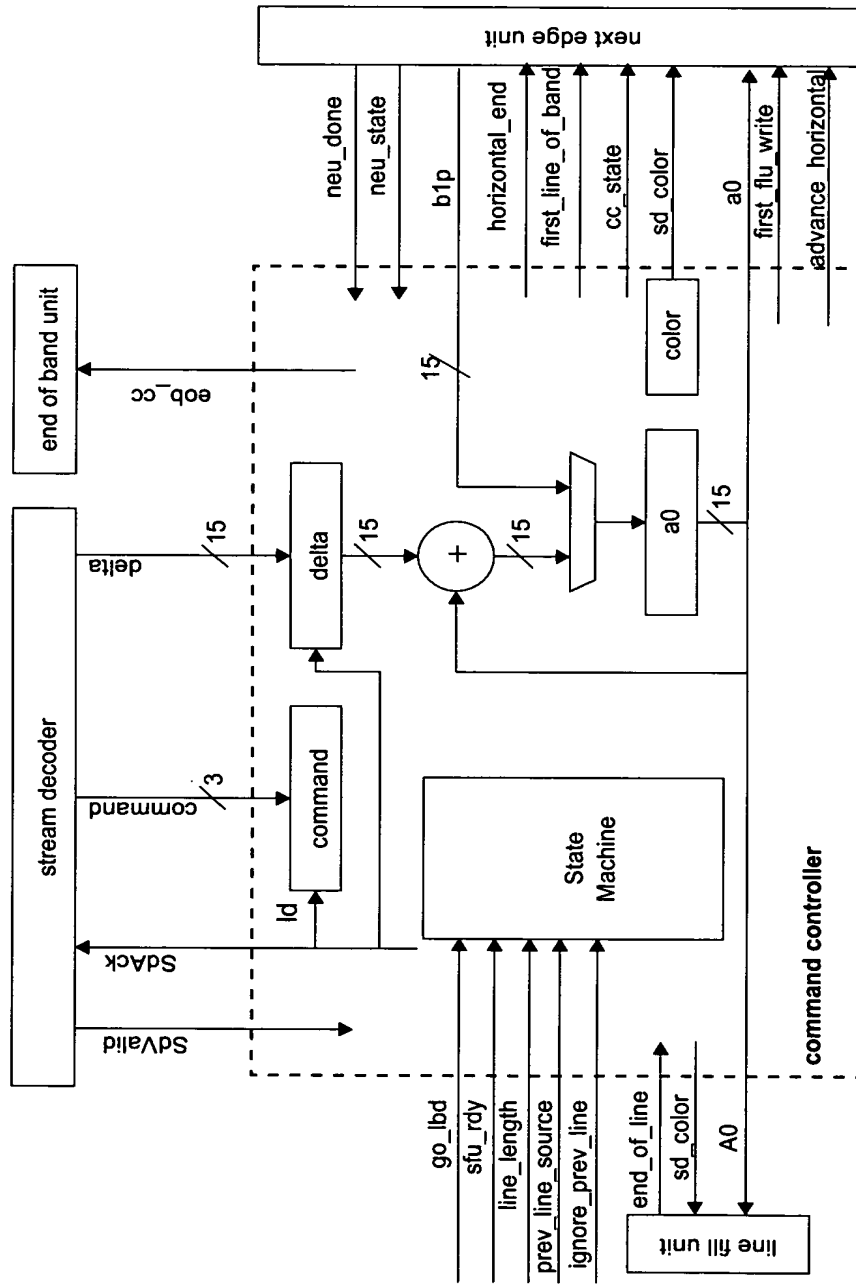 stream decoder
end of band unit
SdValid
SdAck
command
3
delta
15
eob_cc
ld
command
delta
15
+
15
15
a0
15
color
State
Machine
command controller
go_lbd
sfu_rdy
line_length
prev_line_source
ignore_prev_line
end_of_line
sd_color
A0
line fill unit
neu_done
neu_state
b1p
horizontal_end
first_line_of_band
cc_state
sd_color
a0
first_flu_write
advance_horizontal
next edge unit